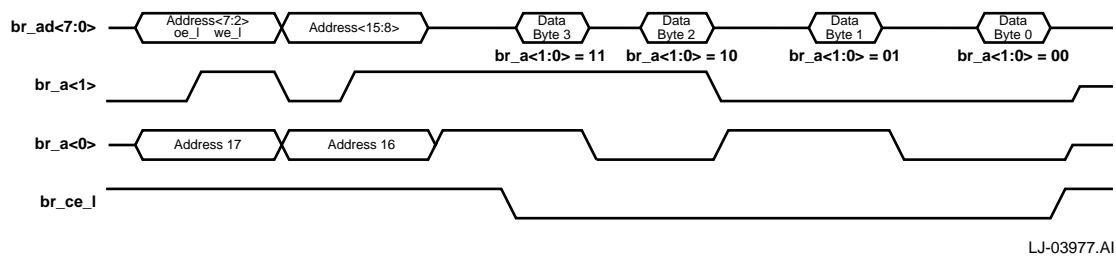 br_ad<7:0>
Address<7:2>
oe_l we_l
Address<15:8>
Data
Byte 3
Data
Byte 2
Data
Byte 1
Data
Byte 0
br_a<1:0> = 11
br_a<1:0> = 10
br_a<1:0> = 01
br_a<1:0> = 00
br_a<1>
br_a<0>
Address 17
Address 16
br_ce_l
LJ-03977.AI